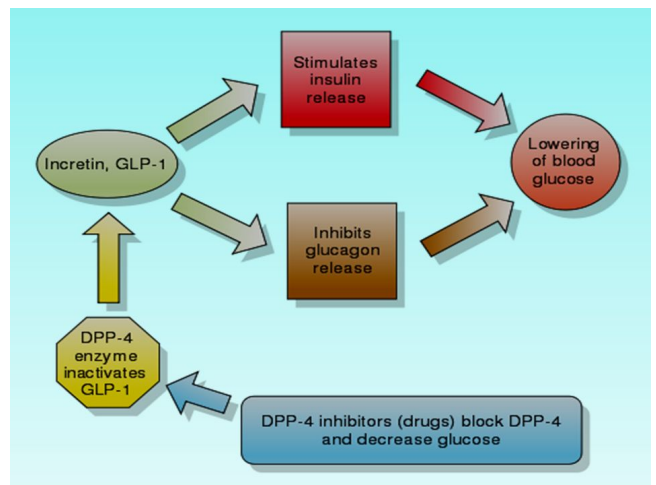 Stimulates
insulin
release
Incretin, GLP-1
Lowering
of blood
glucose
Inhibits
glucagon
release
DPP-4
enzyme
inactivates
GLP-1
DPP-4 inhibitors (drugs) block DPP-4
and decrease glucose